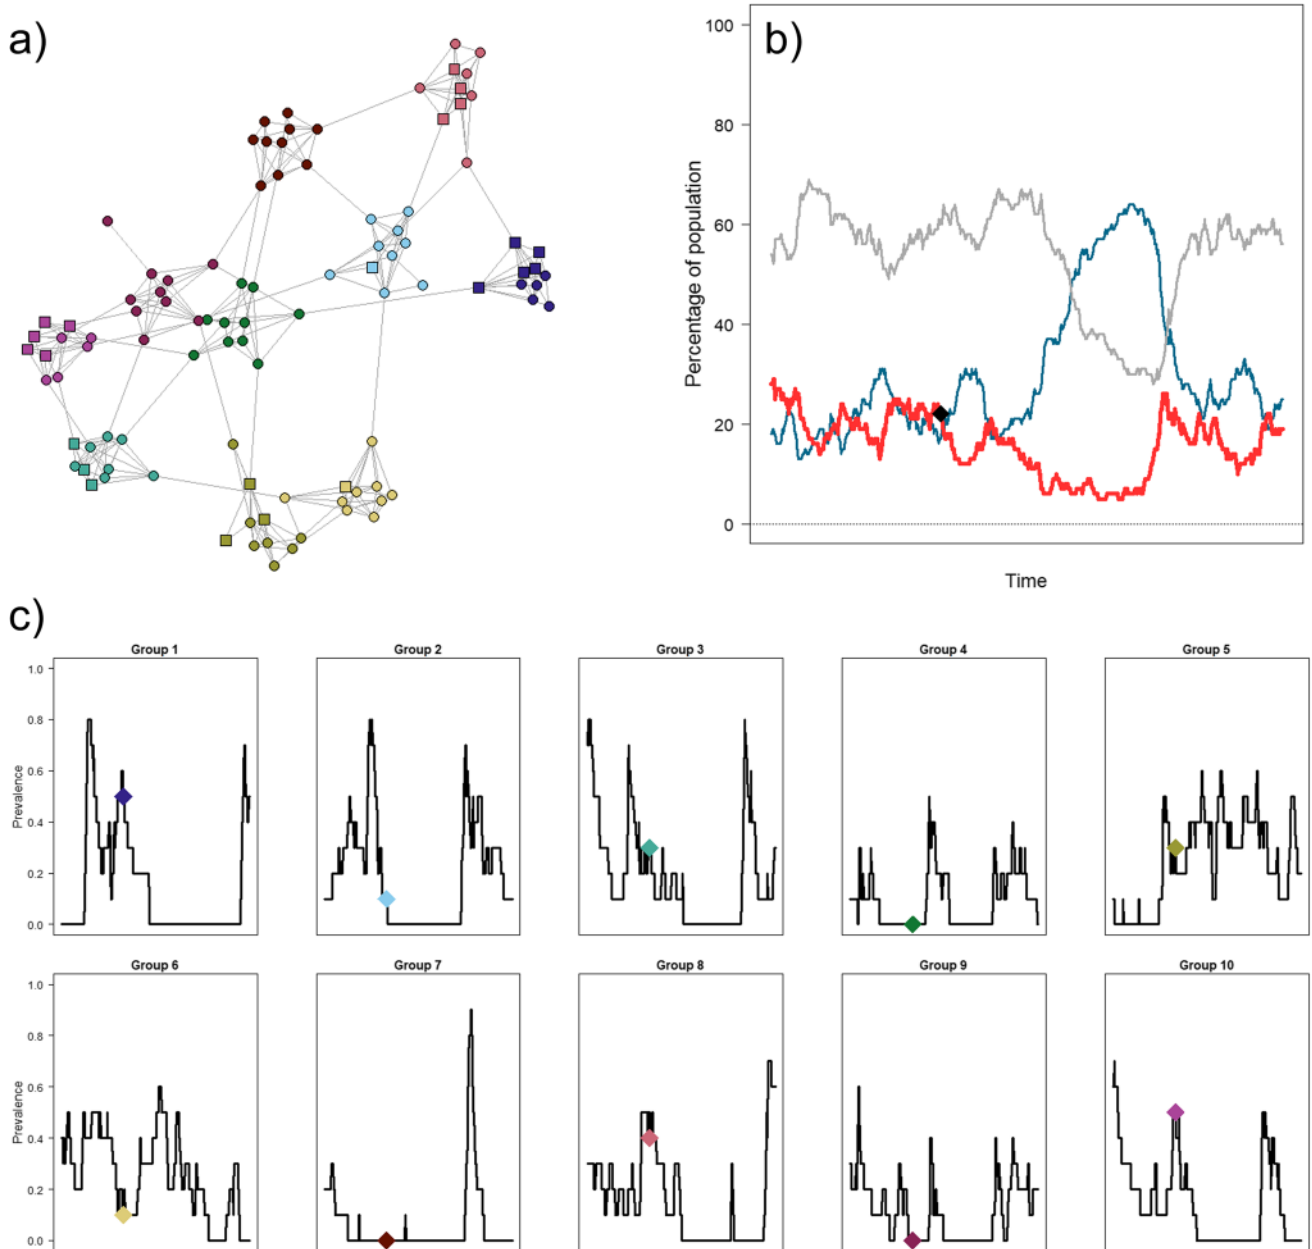 a)
b)
100
80
60
40
20
0
Percentage of population
Time
c)
Group 1
Group 2
Group 3
Group 4
Group 5
1.0
0.8
0.6
0.4
0.2
0.0
Prevalence
Group 6
Group 7
Group 8
Group 9
Group 10
1.0
0.8
0.6
0.4
0.2
0.0
Prevalence